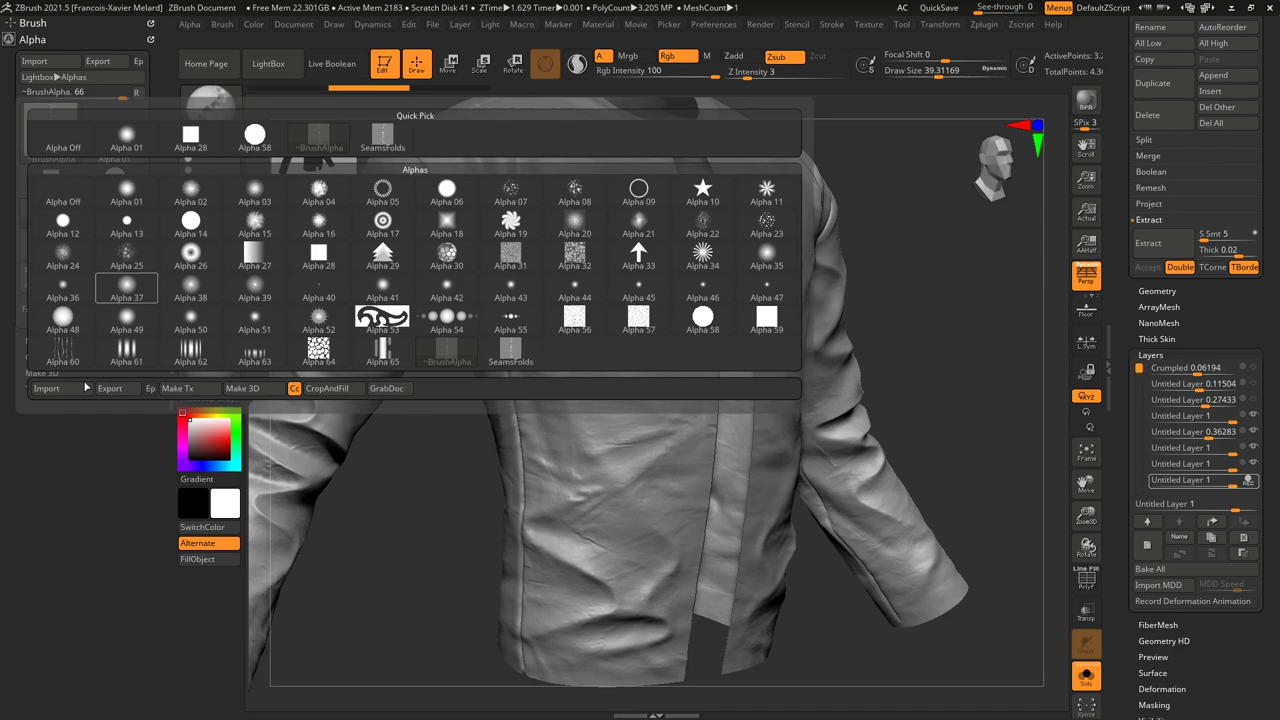 ZBrush 2021.5 [Francois-Xavier Melard] ZBrush Document ● Free Mem 22.301GB ● Active Mem 2183 ● Scratch Disk 41 ● ZTime▶1.629 Timer▶0.001 ● PolyCount▶3.205 MP ● MeshCount▶1 AC QuickSave See-through 0 Menus DefaultZScript
Brush
Alpha Brush Color Document Draw Dynamics Edit File Layer Light Macro Marker Material Movie Picker Preferences Render Stencil Stroke Texture Tool Transform Zplugin Zscript Help
Alpha
Import Export Ep
Lightbox▶Alphas
~BrushAlpha. 66 R
Home Page LightBox Live Boolean
Edit Draw Move Scale Rotate
A Mrgb Rgb M Zadd Zsub Zcut
Rgb Intensity 100 Z Intensity 3
Focal Shift 0
Draw Size 39.31169 Dynamic
S D
ActivePoints: 3.2
TotalPoints: 4.3
Quick Pick
Alpha Off Alpha 01 Alpha 28 Alpha 58 ~BrushAlpha SeamsFolds
Alphas
Alpha Off Alpha 01 Alpha 02 Alpha 03 Alpha 04 Alpha 05 Alpha 06 Alpha 07 Alpha 08 Alpha 09 Alpha 10 Alpha 11
Alpha 12 Alpha 13 Alpha 14 Alpha 15 Alpha 16 Alpha 17 Alpha 18 Alpha 19 Alpha 20 Alpha 21 Alpha 22 Alpha 23
Alpha 24 Alpha 25 Alpha 26 Alpha 27 Alpha 28 Alpha 29 Alpha 30 Alpha 31 Alpha 32 Alpha 33 Alpha 34 Alpha 35
Alpha 36 Alpha 37 Alpha 38 Alpha 39 Alpha 40 Alpha 41 Alpha 42 Alpha 43 Alpha 44 Alpha 45 Alpha 46 Alpha 47
Alpha 48 Alpha 49 Alpha 50 Alpha 51 Alpha 52 Alpha 53 Alpha 54 Alpha 55 Alpha 56 Alpha 57 Alpha 58 Alpha 59
Alpha 60 Alpha 61 Alpha 62 Alpha 63 Alpha 64 Alpha 65 ~BrushAlpha SeamsFolds
Make 3D
Import Export Ep Make Tx Make 3D Cc CropAndFill GrabDoc
Gradient
SwitchColor
Alternate
FillObject
BPR
SPix 3
Scroll
Zoom
Actual
AAHalf
Dynamic
Persp
Floor
L.Sym
XYZ
Frame
Move
Zoom3D
Rotate
Line Fill
PolyF
Transp
Ghost
Dynamic
Solo
Xpose
Rename AutoReorder
All Low All High
Copy Append
Duplicate Insert
Delete Del Other
Del All
Split
Merge
Boolean
Remesh
Project
Extract
Extract S Smt 5
Thick 0.02
Accept Double TCorne TBorde
Geometry
ArrayMesh
NanoMesh
Thick Skin
Layers
Crumpled 0.06194
Untitled Layer 0.11504
Untitled Layer 0.27433
Untitled Layer 1
Untitled Layer 0.36283
Untitled Layer 1
Untitled Layer 1
Untitled Layer 1 REC
Untitled Layer 1
Name
Bake All
Import MDD MDD Speed
Record Deformation Animation
FiberMesh
Geometry HD
Preview
Surface
Deformation
Masking